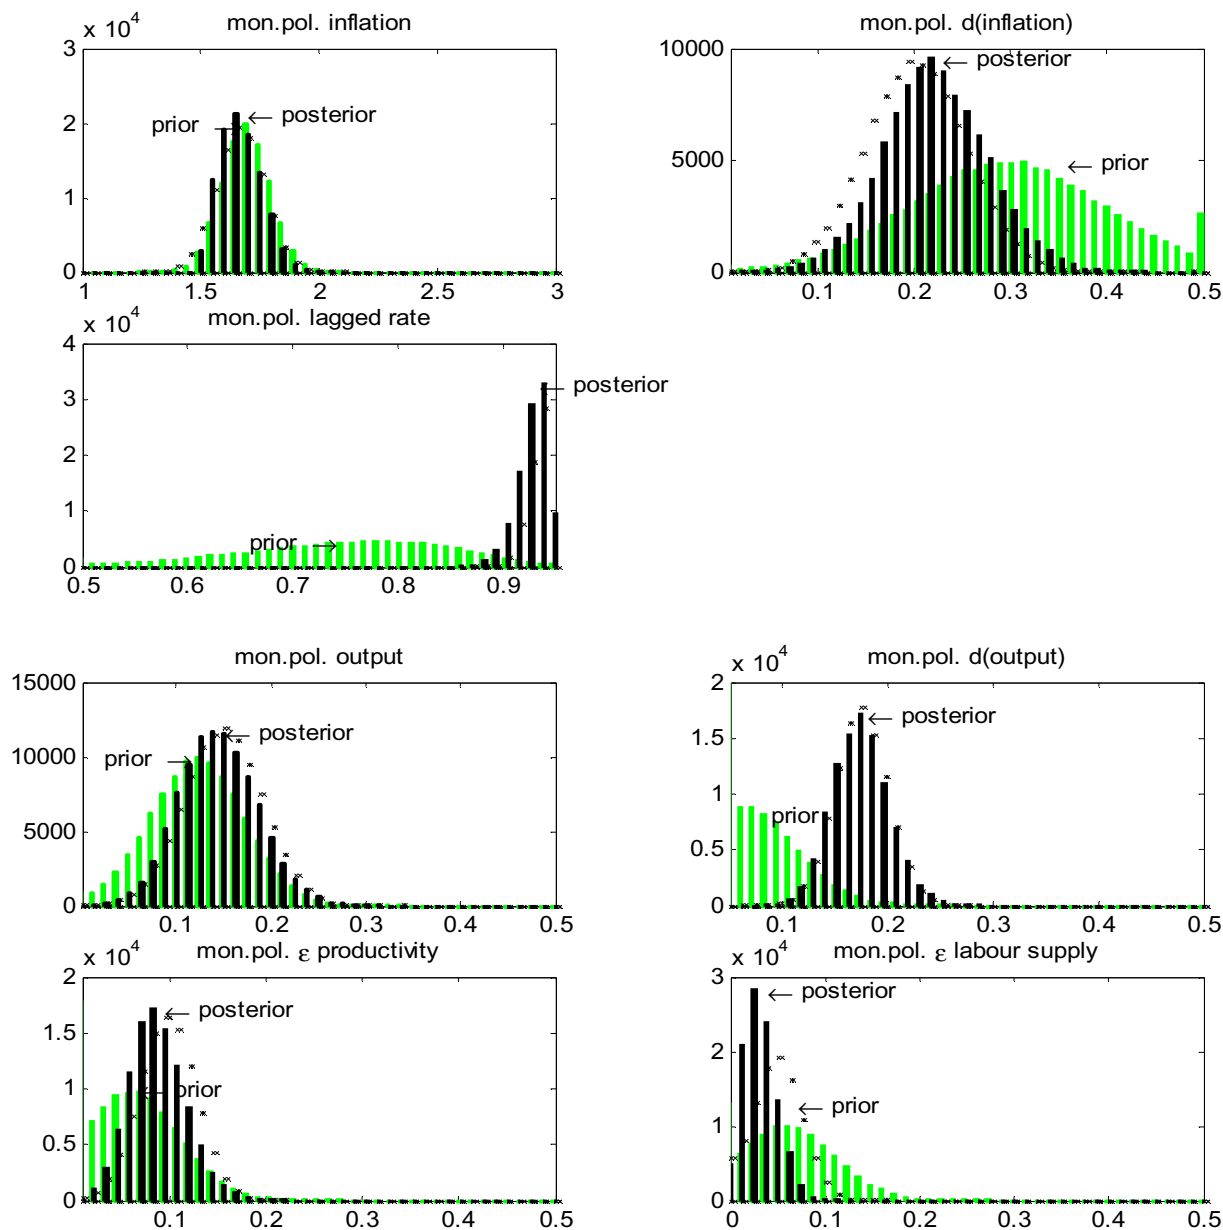 x 10^4
mon.pol. inflation
3
2
1
0
prior
posterior
1
1.5
2
2.5
3
mon.pol. d(inflation)
10000
5000
0
posterior
prior
0.1
0.2
0.3
0.4
0.5
x 10^4
mon.pol. lagged rate
4
3
2
1
0
posterior
prior
0.5
0.6
0.7
0.8
0.9
mon.pol. output
15000
10000
5000
0
prior
posterior
0.1
0.2
0.3
0.4
0.5
x 10^4
mon.pol. d(output)
2
1.5
1
0.5
0
posterior
prior
0.1
0.2
0.3
0.4
0.5
x 10^4
mon.pol. ε productivity
2
1.5
1
0.5
0
posterior
prior
0.1
0.2
0.3
0.4
0.5
x 10^4
mon.pol. ε labour supply
3
2
1
0
posterior
prior
0
0.1
0.2
0.3
0.4
0.5